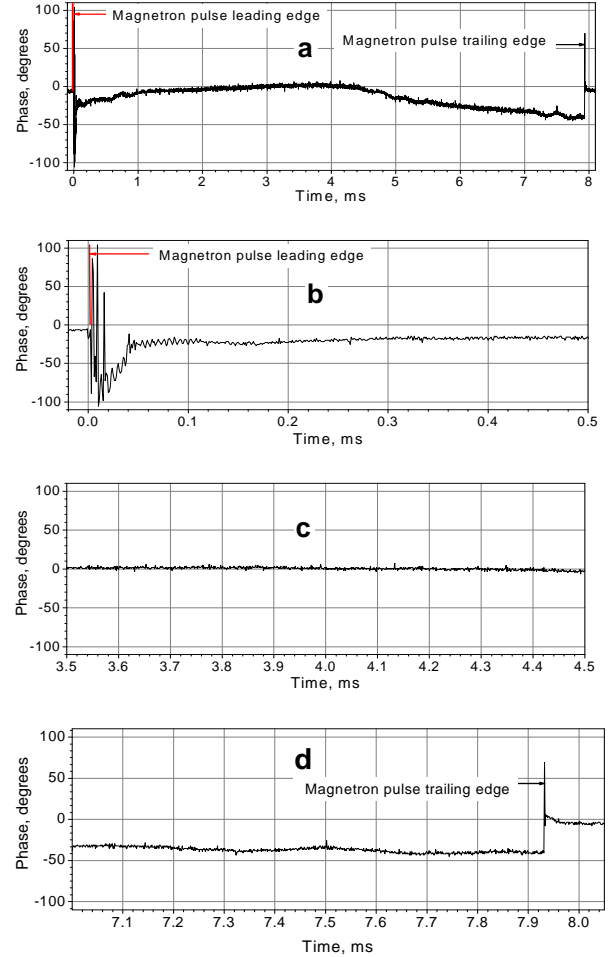 Magnetron pulse leading edge
a
Magnetron pulse trailing edge
Phase, degrees
100
50
0
-50
-100
0 1 2 3 4 5 6 7 8
Time, ms
Magnetron pulse leading edge
b
Phase, degrees
100
50
0
-50
-100
0.0 0.1 0.2 0.3 0.4 0.5
Time, ms
c
Phase, degrees
100
50
0
-50
-100
3.5 3.6 3.7 3.8 3.9 4.0 4.1 4.2 4.3 4.4 4.5
Time, ms
d
Magnetron pulse trailing edge
Phase, degrees
100
50
0
-50
-100
7.1 7.2 7.3 7.4 7.5 7.6 7.7 7.8 7.9 8.0
Time, ms